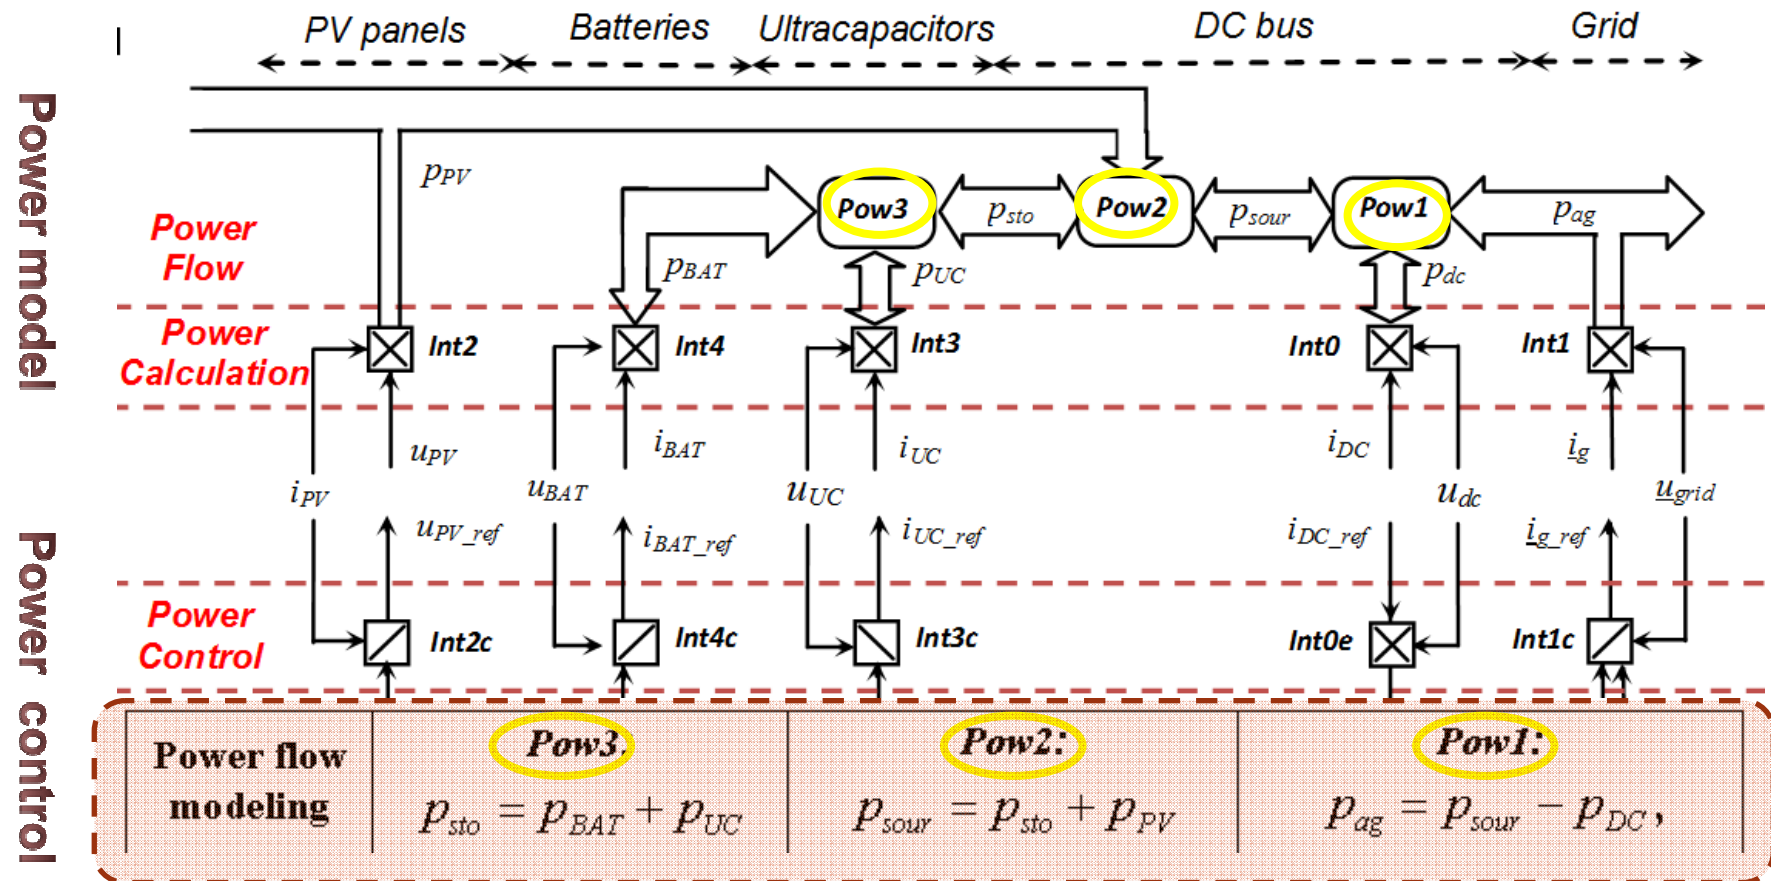 PV panels Batteries Ultracapacitors DC bus Grid
Power model
Power control
p_PV
Power
Flow
Pow3 p_sto Pow2 p_sour Pow1 p_ag
p_BAT p_UC p_dc
Power
Calculation
Int2 Int4 Int3 Int0 Int1
u_PV i_BAT i_UC i_DC i_g
i_PV u_BAT u_UC u_dc u_grid
u_PV_ref i_BAT_ref i_UC_ref i_DC_ref i_g_ref
Power
Control
Int2c Int4c Int3c Int0e Int1c
Power flow
modeling
Pow3:
p_sto = p_BAT + p_UC
Pow2:
p_sour = p_sto + p_PV
Pow1:
p_ag = p_sour − p_DC,